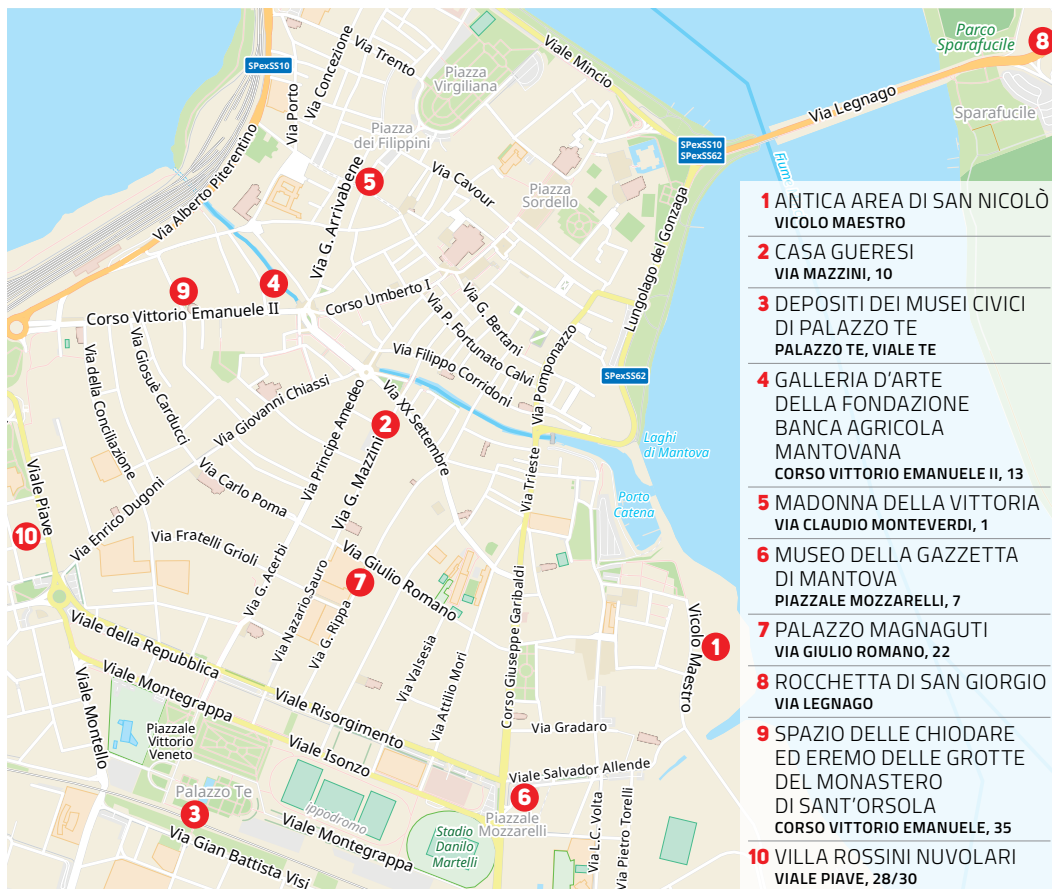 Via Trento
Via Concezione
Via Porto
SPexSS10
Piazza
Virgiliana
Viale Mincio
Parco
Sparafucile
8
Via Legnago
Sparafucile
Piazza
dei Filippini
SPexSS10
SPexSS62
Via Alberto Piterentino
5
Via G. Arrivabene
Via Cavour
Piazza
Sordello
Lungolago del Gonzaga
9
4
Corso Vittorio Emanuele II
Corso Umberto I
Via G. Bertani
Via P. Fortunato Calvi
Via Filippo Corridoni
Via Pomponazzo
SPexSS62
Via della Conciliazione
Via Giosuè Carducci
Via Giovanni Chiassi
Via Principe Amedeo
Via XX Settembre
2
Via G. Mazzini
Laghi
di Mantova
Porto
Catena
Viale Piave
10
Via Enrico Dugoni
Via Carlo Poma
Via Trieste
Via Fratelli Grioli
Via G. Acerbi
Via Nazario Sauro
Via G. Rippa
7
Via Giulio Romano
Via Valsesia
Via Attilio Mori
Corso Giuseppe Garibaldi
Vicolo Maestro
1
Viale della Repubblica
Viale Montegrappa
Viale Risorgimento
Viale Isonzo
Via Gradaro
Viale Montello
Piazzale
Vittorio
Veneto
Palazzo Te
3
ippodromo
Viale Montegrappa
Via Gian Battista Visi
Stadio
Danilo
Martelli
Viale Salvador Allende
6
Piazzale
Mozzarelli
Via L.C. Volta
Via Pietro Torelli
1 ANTICA AREA DI SAN NICOLÒ
VICOLO MAESTRO
2 CASA GUERESI
VIA MAZZINI, 10
3 DEPOSITI DEI MUSEI CIVICI
DI PALAZZO TE
PALAZZO TE, VIALE TE
4 GALLERIA D'ARTE
DELLA FONDAZIONE
BANCA AGRICOLA
MANTOVANA
CORSO VITTORIO EMANUELE II, 13
5 MADONNA DELLA VITTORIA
VIA CLAUDIO MONTEVERDI, 1
6 MUSEO DELLA GAZZETTA
DI MANTOVA
PIAZZALE MOZZARELLI, 7
7 PALAZZO MAGNAGUTI
VIA GIULIO ROMANO, 22
8 ROCCHETTA DI SAN GIORGIO
VIA LEGNAGO
9 SPAZIO DELLE CHIODARE
ED EREMO DELLE GROTTE
DEL MONASTERO
DI SANT'ORSOLA
CORSO VITTORIO EMANUELE, 35
10 VILLA ROSSINI NUVOLARI
VIALE PIAVE, 28/30